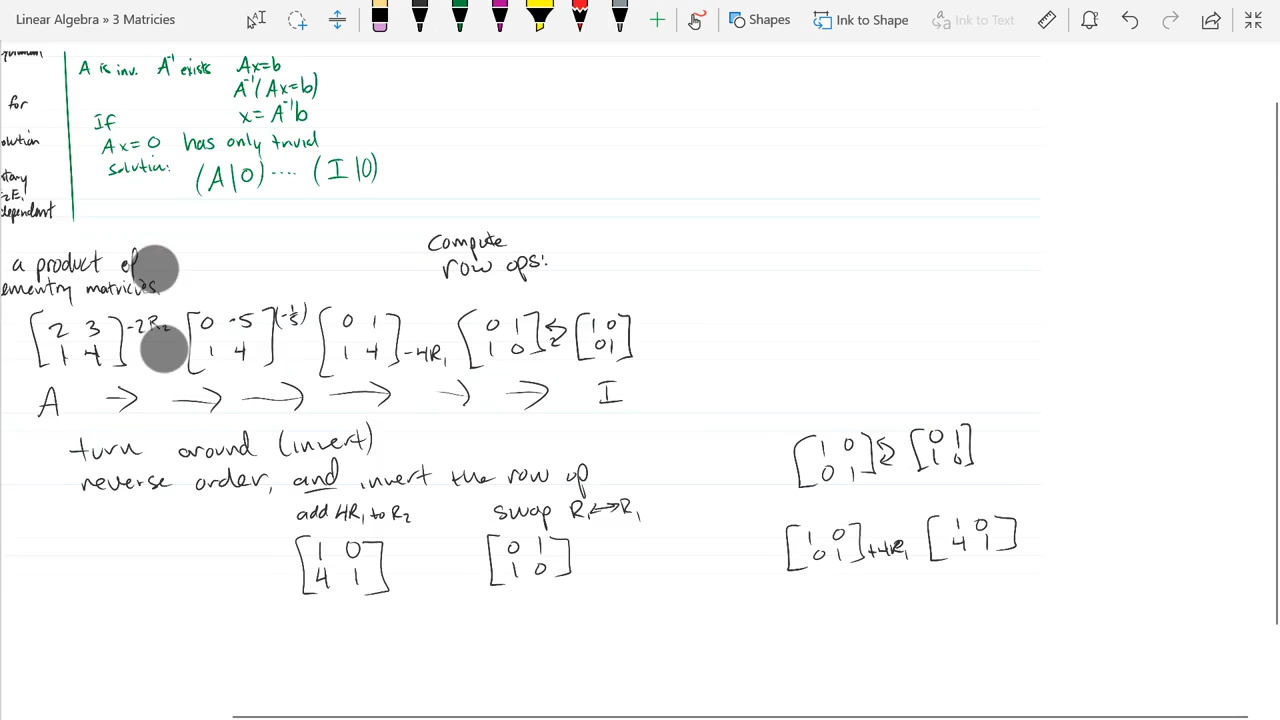 Linear Algebra » 3 Matricies
Shapes
Ink to Shape
Ink to Text
for
olution
dependant
A is inv. A⁻¹ exists Ax=b
A⁻¹(Ax=b)
x=A⁻¹b
If
Ax=0 has only trivial
solution:
(A|0) .... (I|0)
a product of
ementry matricies
Compute
row ops:
[2 3 -2R₂ [0 -5 (-1/5) [0 1 [0 1 [1 0
1 4] 1 4] 1 4] -4R₁ 1 0] 0 1]
A → → → → → → I
turn around (invert)
reverse order, and invert the row op
add 4R₁ to R₂ swap R₁↔R₁
[1 0 [0 1
4 1] 1 0]
[1 0 [0 1
0 1] 1 0]
[1 0 [1 0
0 1] +4R₁ 4 1]